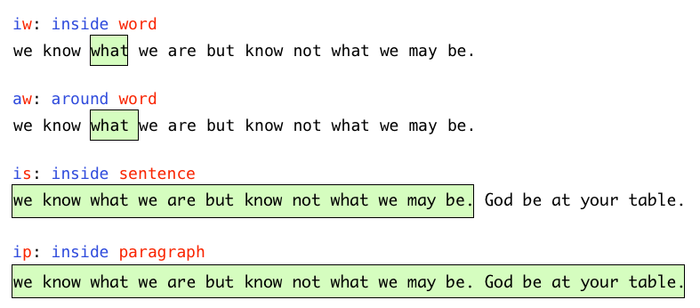 iw: inside word
we know what we are but know not what we may be.
aw: around word
we know what we are but know not what we may be.
is: inside sentence
we know what we are but know not what we may be. God be at your table.
ip: inside paragraph
we know what we are but know not what we may be. God be at your table.